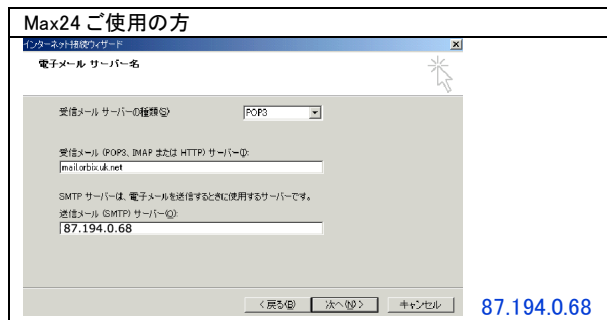 Max24 ご使用の方
インターネット接続ウィザード
電子メール サーバー名
受信メール サーバーの種類(S)
POP3
受信メール (POP3、IMAP または HTTP) サーバー(I):
mail.orbix.uk.net
SMTP サーバーは、電子メールを送信するときに使用するサーバーです。
送信メール (SMTP) サーバー(O):
87.194.0.68
< 戻る(B) 次へ(N) > キャンセル
87.194.0.68